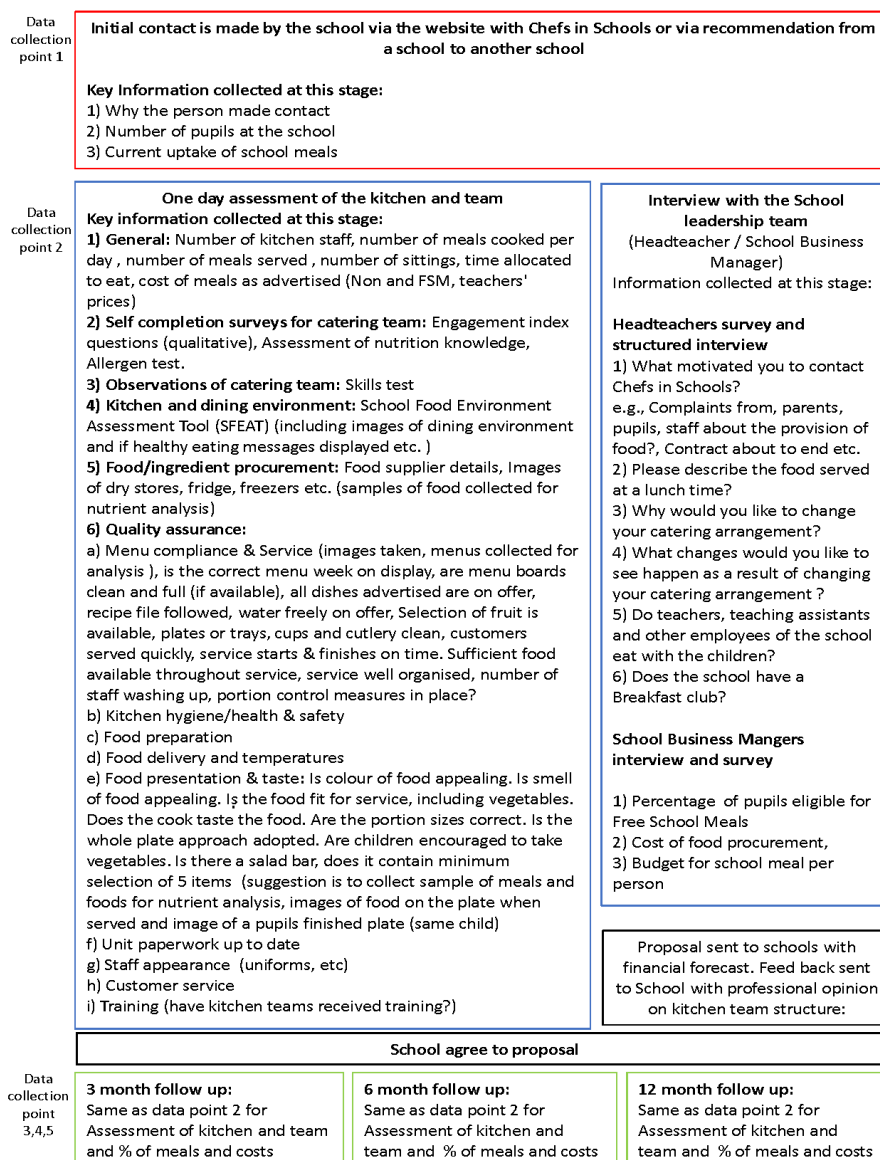 Data
collection
point 1
Initial contact is made by the school via the website with Chefs in Schools or via recommendation from
a school to another school
Key Information collected at this stage:
1) Why the person made contact
2) Number of pupils at the school
3) Current uptake of school meals
Data
collection
point 2
One day assessment of the kitchen and team
Key information collected at this stage:
1) General: Number of kitchen staff, number of meals cooked per
day , number of meals served , number of sittings, time allocated
to eat, cost of meals as advertised (Non and FSM, teachers'
prices)
2) Self completion surveys for catering team: Engagement index
questions (qualitative), Assessment of nutrition knowledge,
Allergen test.
3) Observations of catering team: Skills test
4) Kitchen and dining environment: School Food Environment
Assessment Tool (SFEAT) (including images of dining environment
and if healthy eating messages displayed etc. )
5) Food/ingredient procurement: Food supplier details, Images
of dry stores, fridge, freezers etc. (samples of food collected for
nutrient analysis)
6) Quality assurance:
a) Menu compliance & Service (images taken, menus collected for
analysis ), is the correct menu week on display, are menu boards
clean and full (if available), all dishes advertised are on offer,
recipe file followed, water freely on offer, Selection of fruit is
available, plates or trays, cups and cutlery clean, customers
served quickly, service starts & finishes on time. Sufficient food
available throughout service, service well organised, number of
staff washing up, portion control measures in place?
b) Kitchen hygiene/health & safety
c) Food preparation
d) Food delivery and temperatures
e) Food presentation & taste: Is colour of food appealing. Is smell
of food appealing. Is the food fit for service, including vegetables.
Does the cook taste the food. Are the portion sizes correct. Is the
whole plate approach adopted. Are children encouraged to take
vegetables. Is there a salad bar, does it contain minimum
selection of 5 items (suggestion is to collect sample of meals and
foods for nutrient analysis, images of food on the plate when
served and image of a pupils finished plate (same child)
f) Unit paperwork up to date
g) Staff appearance (uniforms, etc)
h) Customer service
i) Training (have kitchen teams received training?)
Interview with the School
leadership team
(Headteacher / School Business
Manager)
Information collected at this stage:
Headteachers survey and
structured interview
1) What motivated you to contact
Chefs in Schools?
e.g., Complaints from, parents,
pupils, staff about the provision of
food?, Contract about to end etc.
2) Please describe the food served
at a lunch time?
3) Why would you like to change
your catering arrangement?
4) What changes would you like to
see happen as a result of changing
your catering arrangement ?
5) Do teachers, teaching assistants
and other employees of the school
eat with the children?
6) Does the school have a
Breakfast club?
School Business Mangers
interview and survey
1) Percentage of pupils eligible for
Free School Meals
2) Cost of food procurement,
3) Budget for school meal per
person
Proposal sent to schools with
financial forecast. Feed back sent
to School with professional opinion
on kitchen team structure:
School agree to proposal
Data
collection
point
3,4,5
3 month follow up:
Same as data point 2 for
Assessment of kitchen and team
and % of meals and costs
6 month follow up:
Same as data point 2 for
Assessment of kitchen and
team and % of meals and costs
12 month follow up:
Same as data point 2 for
Assessment of kitchen and
team and % of meals and costs